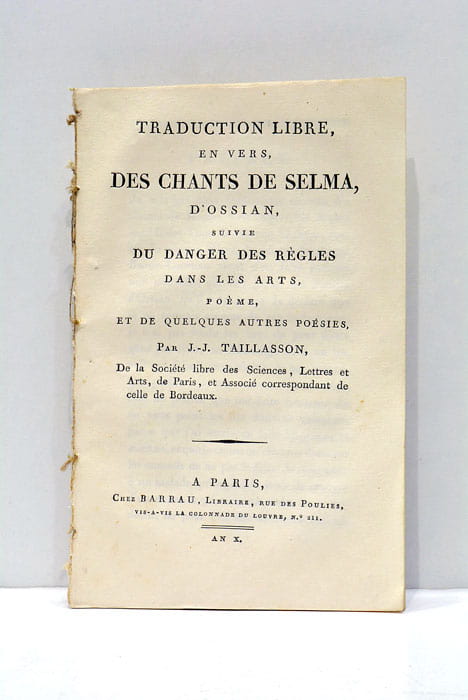 TRADUCTION LIBRE,
EN VERS,
DES CHANTS DE SELMA,
D'OSSIAN,
SUIVIE
DU DANGER DES RÈGLES
DANS LES ARTS,
POÈME,
ET DE QUELQUES AUTRES POÉSIES,
PAR J.-J. TAILLASSON,
De la Société libre des Sciences, Lettres et
Arts, de Paris, et Associé correspondant de
celle de Bordeaux.
A PARIS,
CHEZ BARRAU, LIBRAIRE, RUE DES POULIES,
VIS-A-VIS LA COLONNADE DU LOUVRE, N.º 211.
AN X.